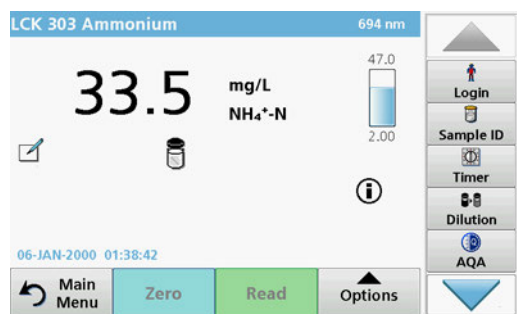 LCK 303 Ammonium 694 nm
47.0
33.5 mg/L
NH₄⁺-N
2.00
06-JAN-2000 01:38:42
Main Menu
Zero
Read
Options
Login
Sample ID
Timer
Dilution
AQA